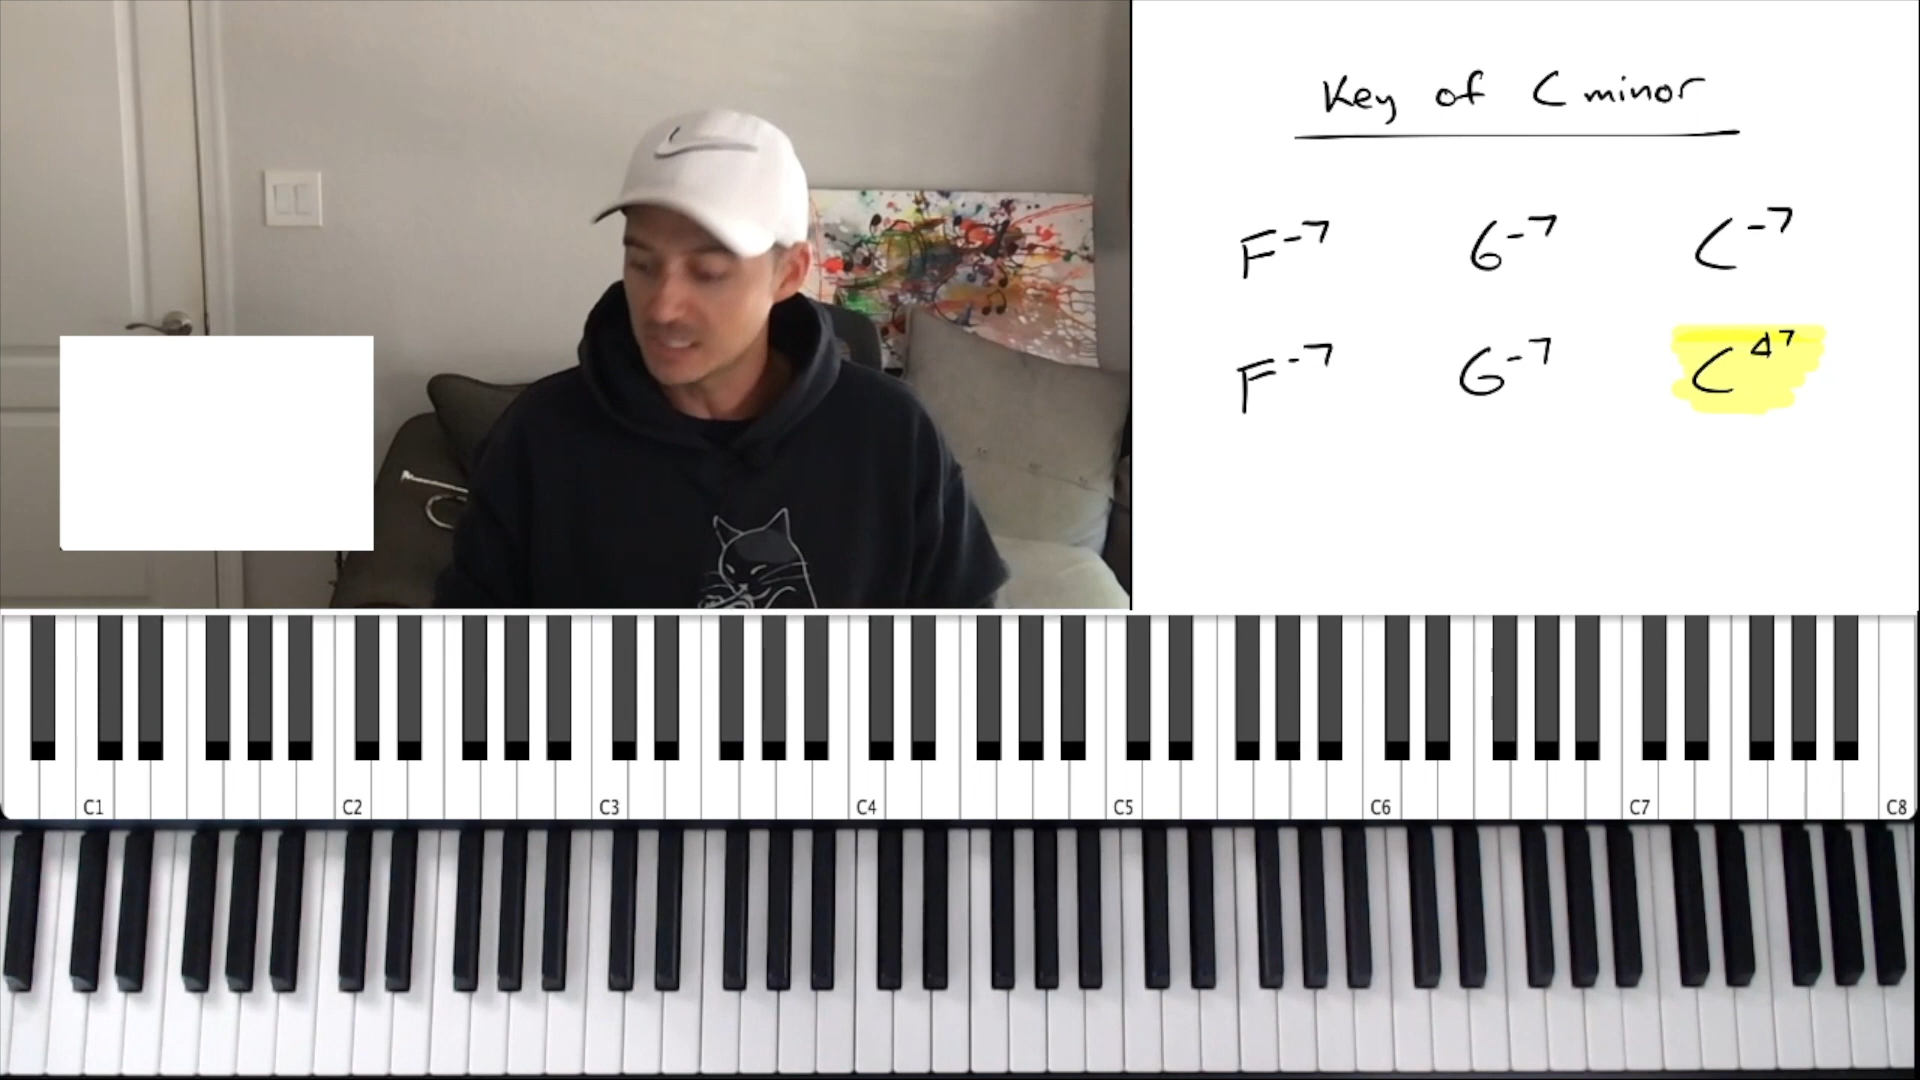 Key of C minor
F-7 G-7 C-7
F-7 G-7 CΔ7
C1 C2 C3 C4 C5 C6 C7 C8